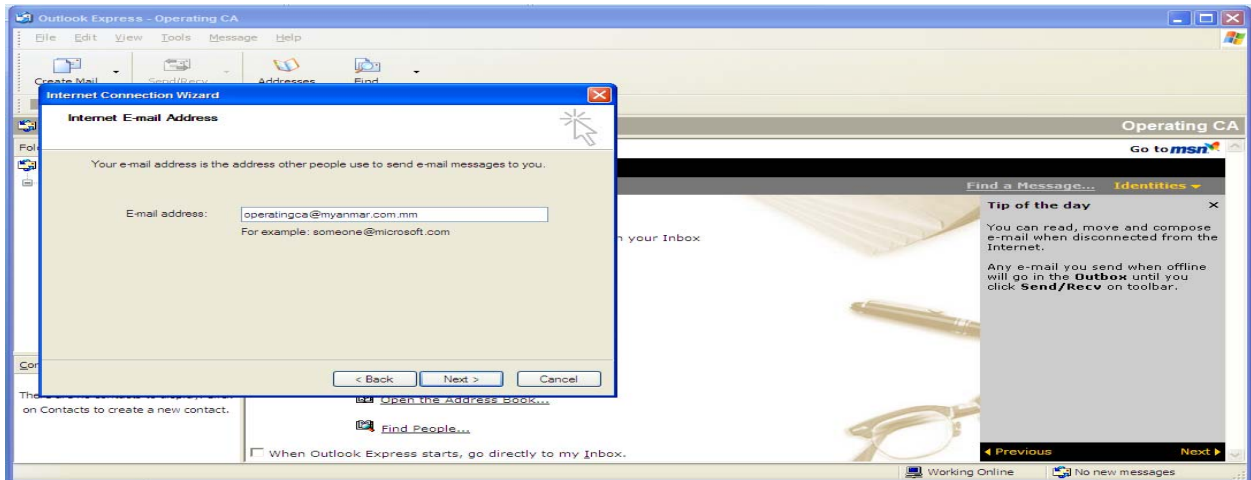 Outlook Express - Operating CA
File Edit View Tools Message Help
Create Mail Send/Recv Addresses Find
Internet Connection Wizard
Internet E-mail Address
Operating CA
Go to msn
Your e-mail address is the address other people use to send e-mail messages to you.
Find a Message... Identities
E-mail address: operatingca@myanmar.com.mm
For example: someone@microsoft.com
n your Inbox
Tip of the day
You can read, move and compose
e-mail when disconnected from the
Internet.
Any e-mail you send when offline
will go in the Outbox until you
click Send/Recv on toolbar.
< Back Next > Cancel
on Contacts to create a new contact.
Open the Address Book...
Find People...
When Outlook Express starts, go directly to my Inbox.
Previous Next
Working Online No new messages